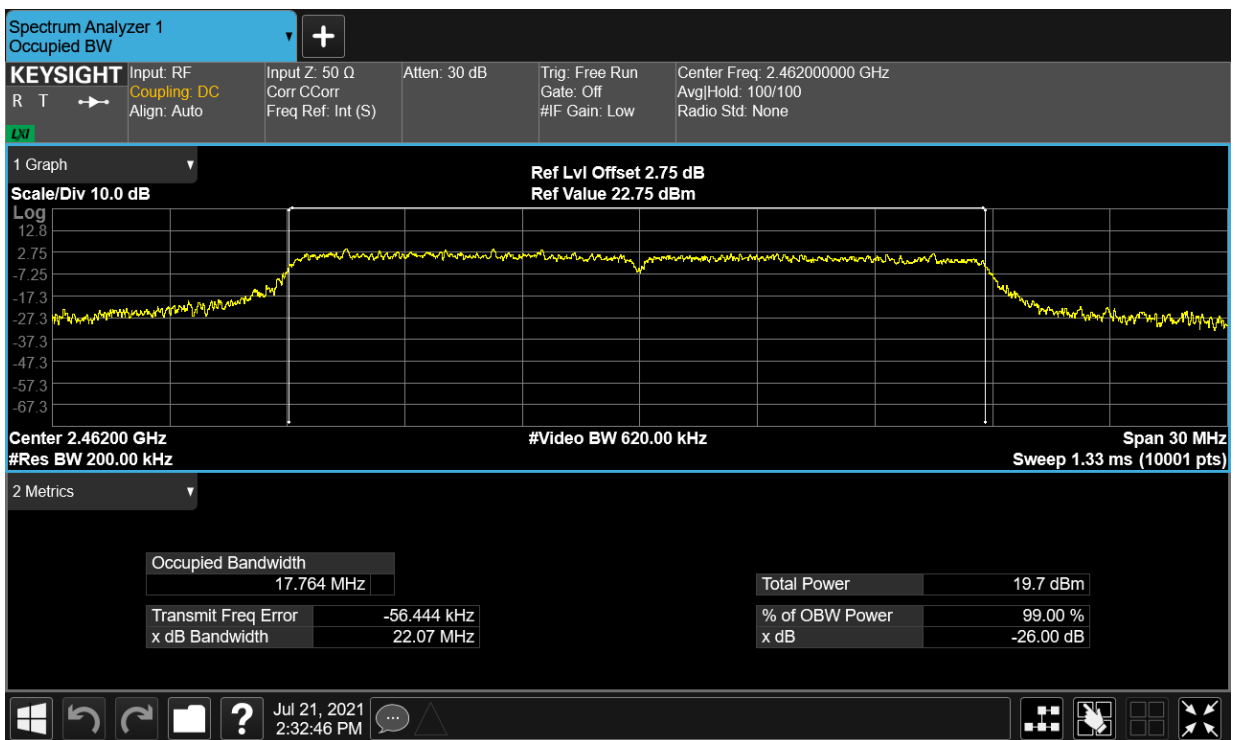 Spectrum Analyzer 1
Occupied BW
KEYSIGHT
R T
LXI
Input: RF
Coupling: DC
Align: Auto
Input Z: 50 Ω
Corr CCorr
Freq Ref: Int (S)
Atten: 30 dB
Trig: Free Run
Gate: Off
#IF Gain: Low
Center Freq: 2.462000000 GHz
Avg|Hold: 100/100
Radio Std: None
1 Graph
Ref Lvl Offset 2.75 dB
Scale/Div 10.0 dB
Ref Value 22.75 dBm
Log
12.8
2.75
-7.25
-17.3
-27.3
-37.3
-47.3
-57.3
-67.3
Center 2.46200 GHz
#Video BW 620.00 kHz
Span 30 MHz
#Res BW 200.00 kHz
Sweep 1.33 ms (10001 pts)
2 Metrics
Occupied Bandwidth
17.764 MHz
Total Power 19.7 dBm
Transmit Freq Error -56.444 kHz
% of OBW Power 99.00 %
x dB Bandwidth 22.07 MHz
x dB -26.00 dB
?
Jul 21, 2021
2:32:46 PM